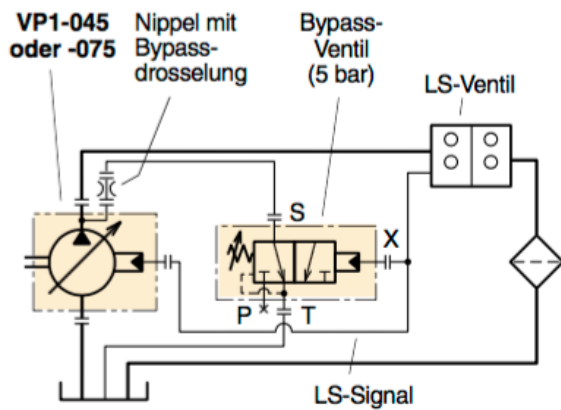 VP1-045
oder -075
Nippel mit
Bypass-
drosselung
Bypass-
Ventil
(5 bar)
LS-Ventil
S
X
P
T
LS-Signal